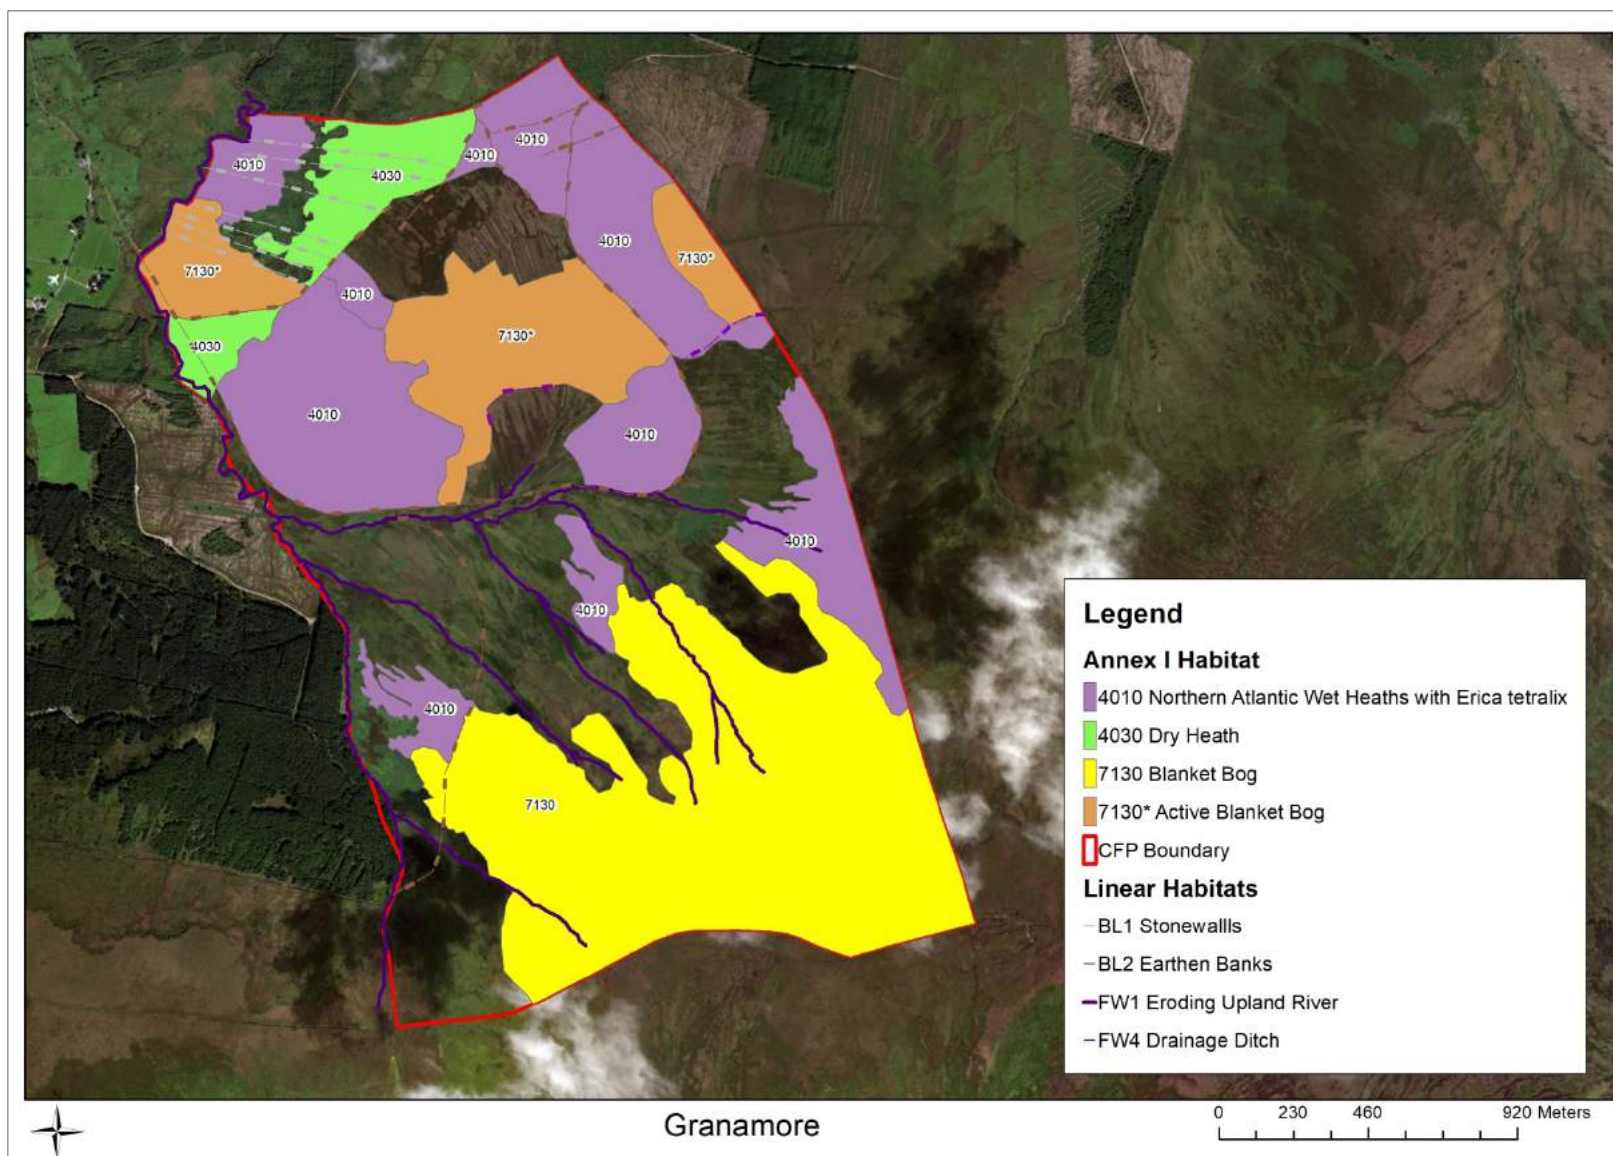 4010
4030
4010
4010
7130*
4010
4010
7130*
7130*
4030
4010
4010
4010
4010
4010
7130
Legend
Annex I Habitat
4010 Northern Atlantic Wet Heaths with Erica tetralix
4030 Dry Heath
7130 Blanket Bog
7130* Active Blanket Bog
CFP Boundary
Linear Habitats
BL1 Stonewallls
BL2 Earthen Banks
FW1 Eroding Upland River
FW4 Drainage Ditch
Granamore
0 230 460 920 Meters